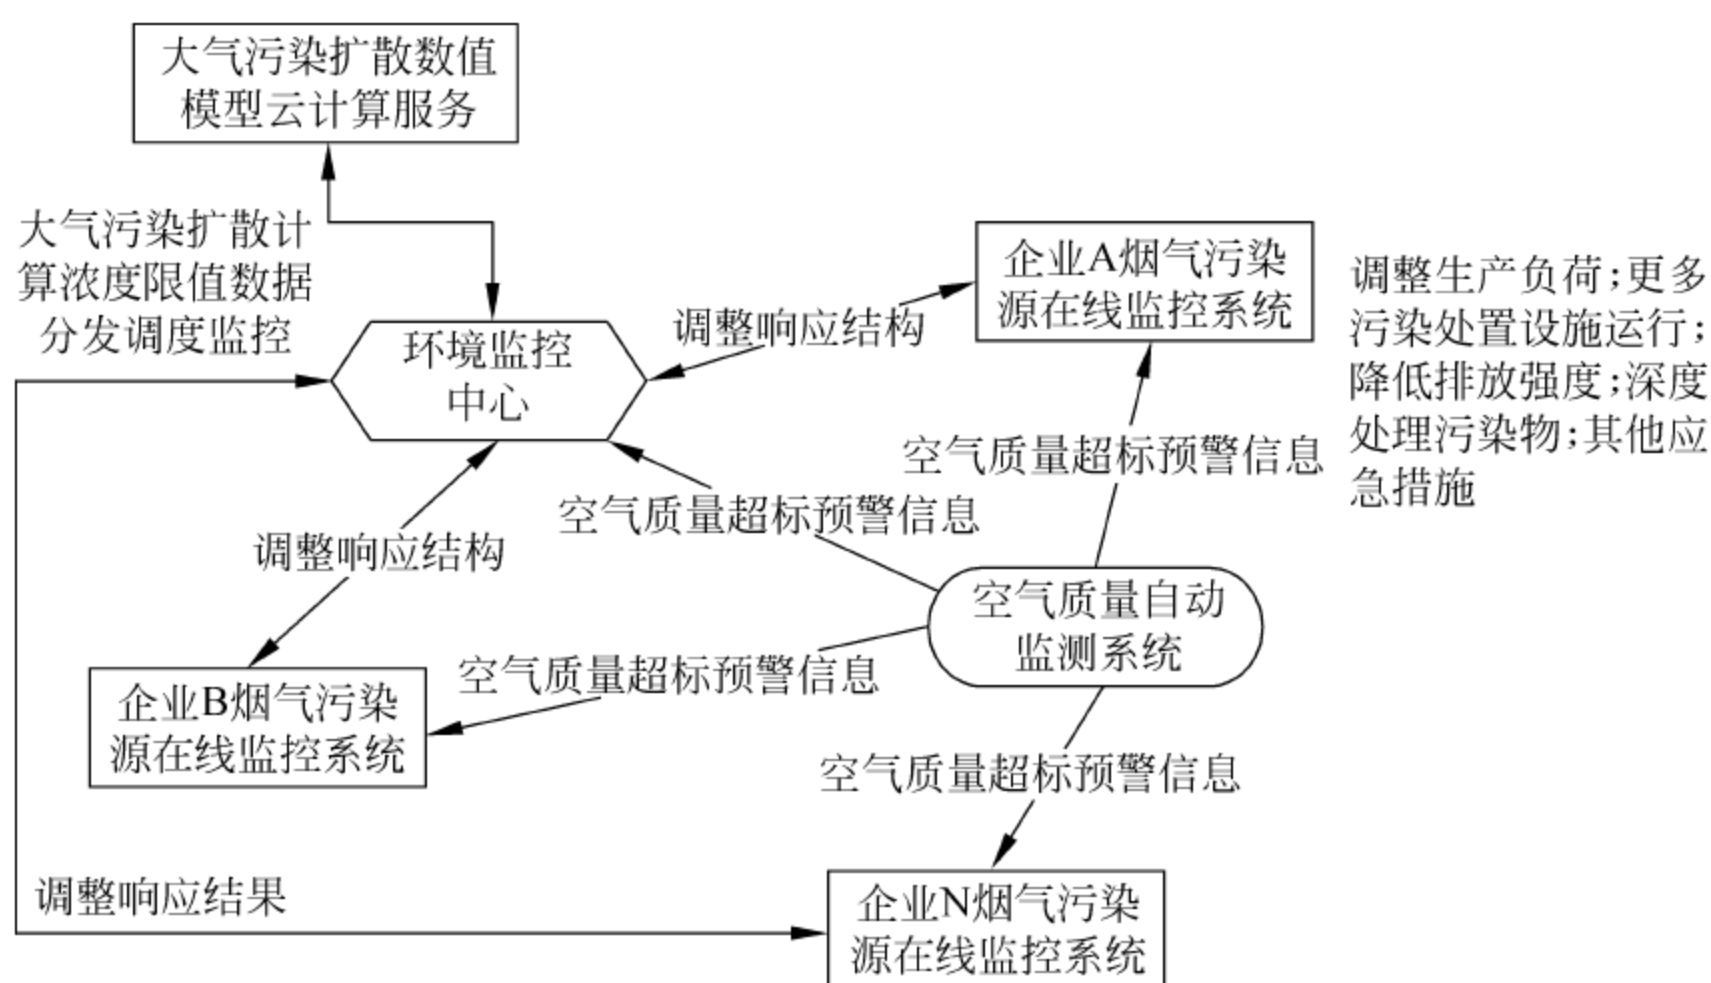 大气污染扩散数值
模型云计算服务
大气污染扩散计
算浓度限值数据
分发调度监控
环境监控
中心
调整响应结构
企业A烟气污染
源在线监控系统
调整生产负荷;更多
污染处置设施运行;
降低排放强度;深度
处理污染物;其他应
急措施
空气质量超标预警信息
空气质量超标预警信息
调整响应结构
空气质量自动
监测系统
空气质量超标预警信息
企业B烟气污染
源在线监控系统
空气质量超标预警信息
调整响应结果
企业N烟气污染
源在线监控系统